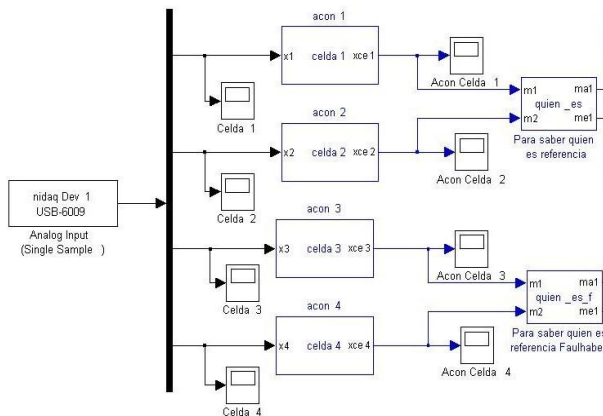 acon 1
x1 celda 1 xce 1
Celda 1
Acon Celda 1
m1 ma1
quien _es
m2 me1
Para saber quien
es referencia
acon 2
x2 celda 2 xce 2
Celda 2
Acon Celda 2
nidaq Dev 1
USB-6009
Analog Input
(Single Sample )
acon 3
x3 celda 3 xce 3
Celda 3
Acon Celda 3
m1 ma1
quien _es_f
m2 me1
Para saber quien es
referencia Faulhabe
acon 4
x4 celda 4 xce 4
Celda 4
Acon Celda 4